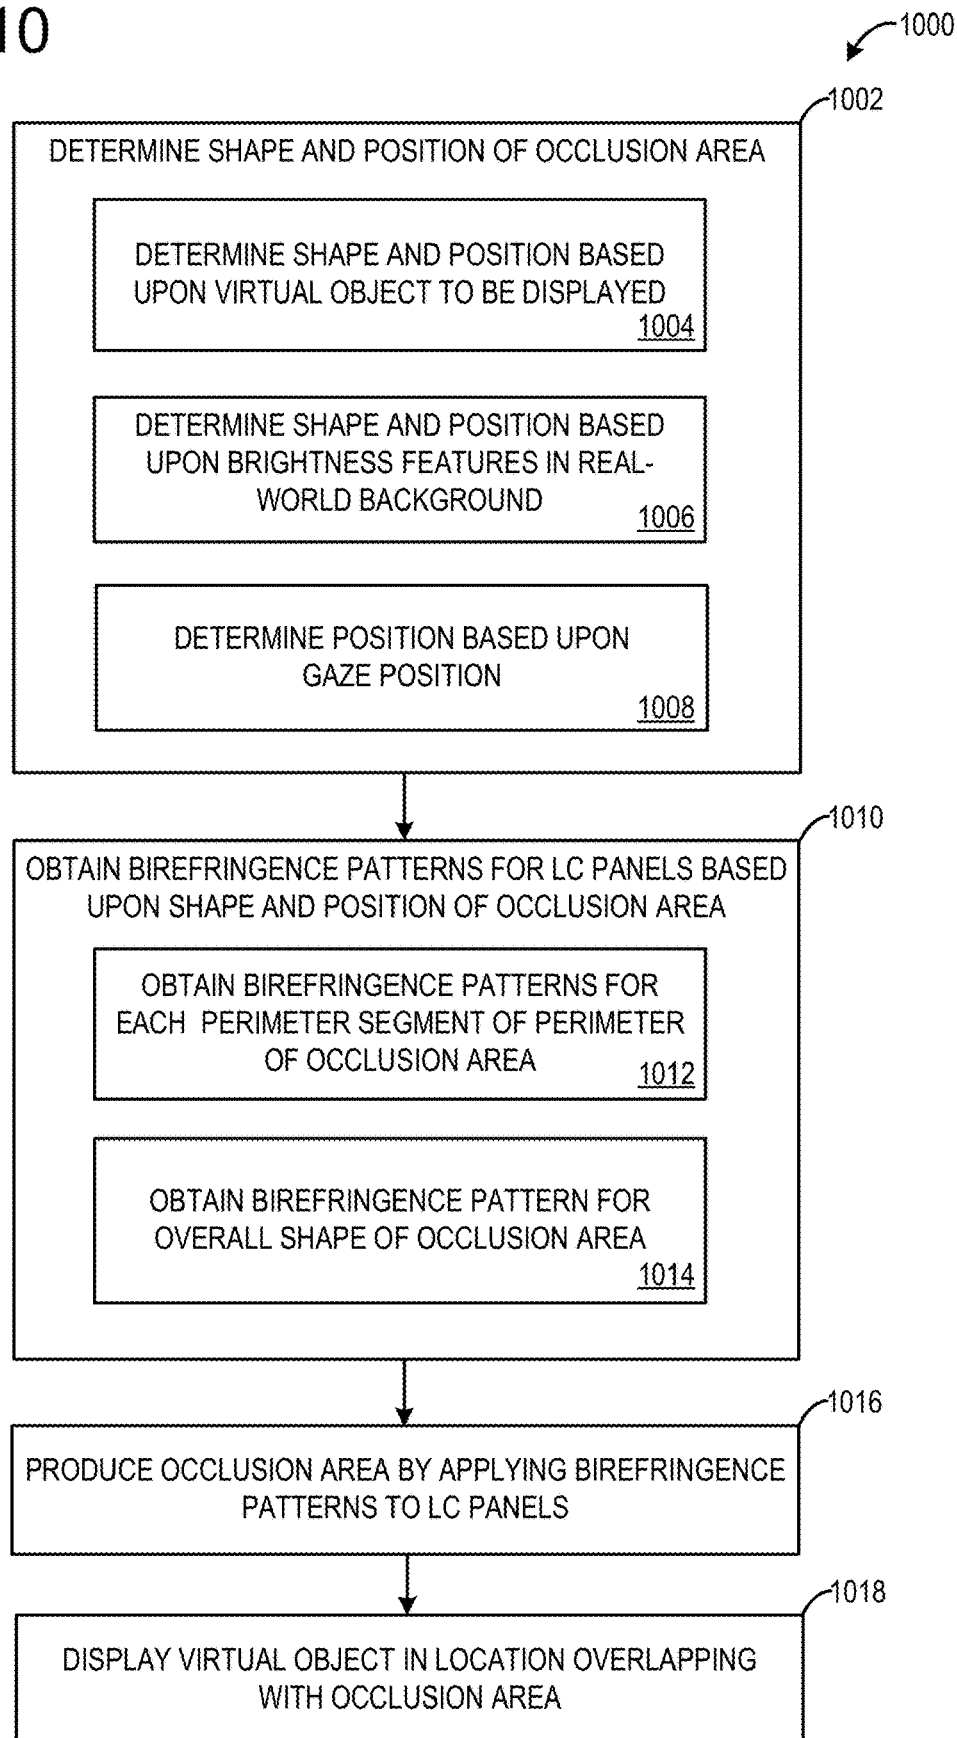 10
1000
1002
DETERMINE SHAPE AND POSITION OF OCCLUSION AREA
DETERMINE SHAPE AND POSITION BASED
UPON VIRTUAL OBJECT TO BE DISPLAYED
1004
DETERMINE SHAPE AND POSITION BASED
UPON BRIGHTNESS FEATURES IN REAL-
WORLD BACKGROUND
1006
DETERMINE POSITION BASED UPON
GAZE POSITION
1008
1010
OBTAIN BIREFRINGENCE PATTERNS FOR LC PANELS BASED
UPON SHAPE AND POSITION OF OCCLUSION AREA
OBTAIN BIREFRINGENCE PATTERNS FOR
EACH PERIMETER SEGMENT OF PERIMETER
OF OCCLUSION AREA
1012
OBTAIN BIREFRINGENCE PATTERN FOR
OVERALL SHAPE OF OCCLUSION AREA
1014
1016
PRODUCE OCCLUSION AREA BY APPLYING BIREFRINGENCE
PATTERNS TO LC PANELS
1018
DISPLAY VIRTUAL OBJECT IN LOCATION OVERLAPPING
WITH OCCLUSION AREA